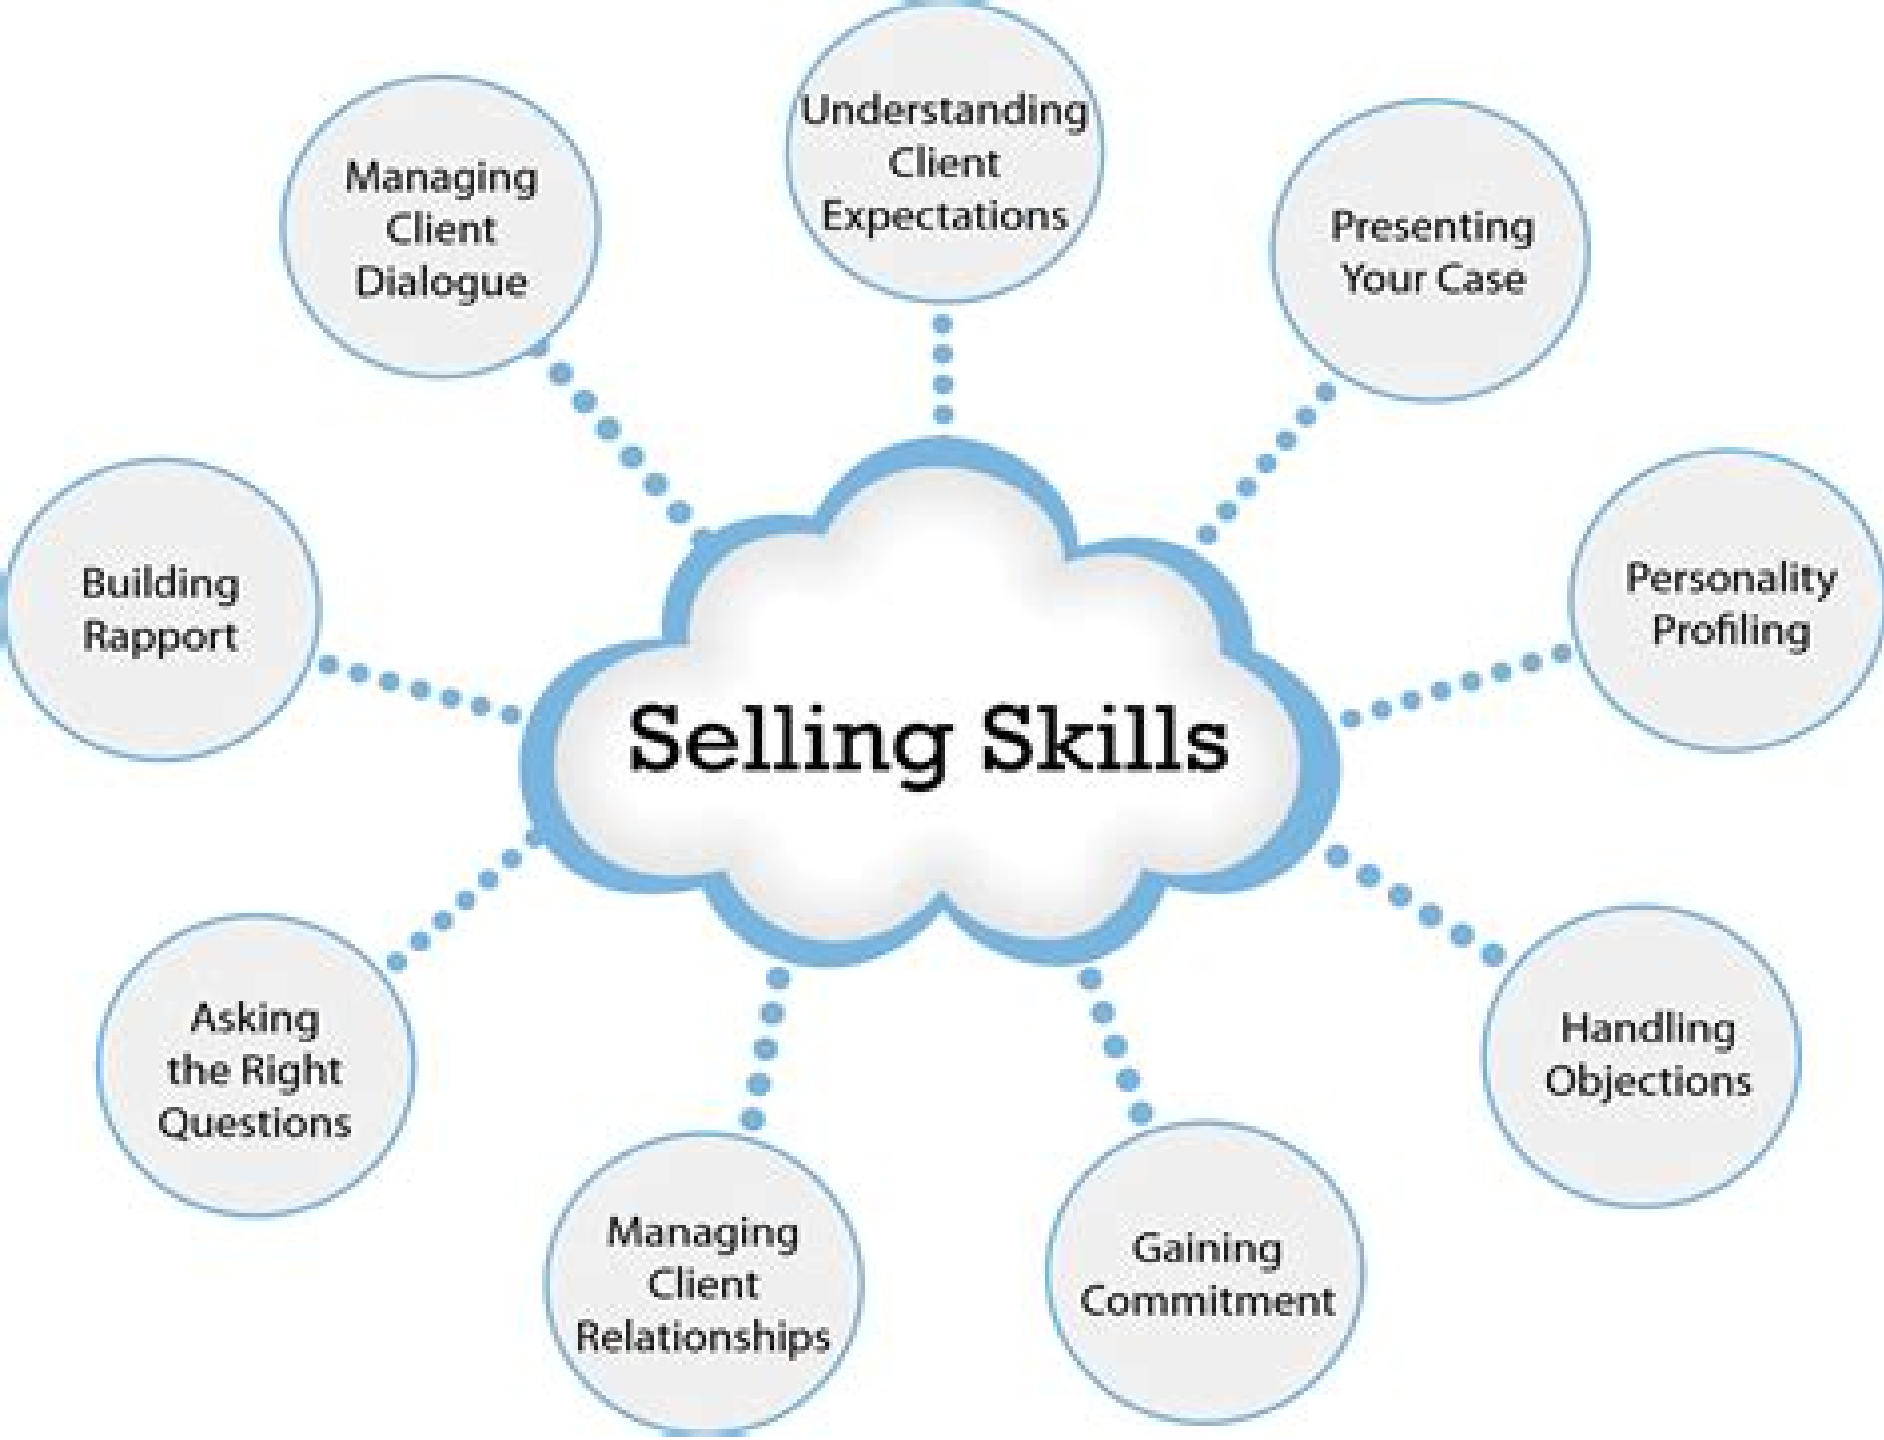 Understanding
Client
Expectations
Managing
Client
Dialogue
Presenting
Your Case
Building
Rapport
Personality
Profiling
Selling Skills
Asking
the Right
Questions
Handling
Objections
Managing
Client
Relationships
Gaining
Commitment